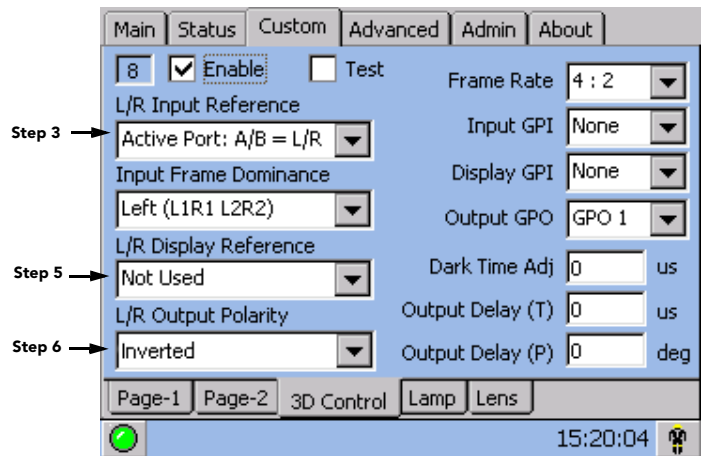 Main Status Custom Advanced Admin About
8 Enable Test
L/R Input Reference
Step 3
Active Port: A/B = L/R
Input Frame Dominance
Left (L1R1 L2R2)
L/R Display Reference
Step 5
Not Used
L/R Output Polarity
Step 6
Inverted
Frame Rate 4 : 2
Input GPI None
Display GPI None
Output GPO GPO 1
Dark Time Adj 0 us
Output Delay (T) 0 us
Output Delay (P) 0 deg
Page-1 Page-2 3D Control Lamp Lens
15:20:04